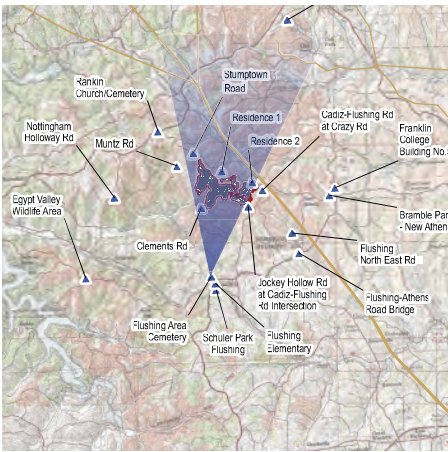 Stumptown
Road
Rankin
Church/Cemetery
Residence 1
Cadiz-Flushing Rd
at Crazy Rd
Nottingham
Holloway Rd
Muntz Rd
Residence 2
Franklin
College
Building No.
Egypt Valley
Wildlife Area
Bramble Par
- New Athen
Clements Rd
Flushing
North East Rd
Jockey Hollow Rd
at Cadiz-Flushing
Rd Intersection
Flushing-Athens
Road Bridge
Flushing Area
Cemetery
Schuler Park
Flushing
Flushing
Elementary